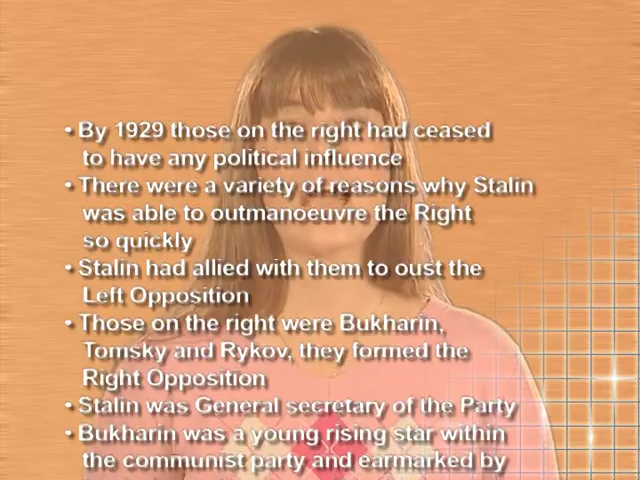 • By 1929 those on the right had ceased
to have any political influence
• There were a variety of reasons why Stalin
was able to outmanoeuvre the Right
so quickly
• Stalin had allied with them to oust the
Left Opposition
• Those on the right were Bukharin,
Tomsky and Rykov, they formed the
Right Opposition
• Stalin was General secretary of the Party
• Bukharin was a young rising star within
the communist party and earmarked by